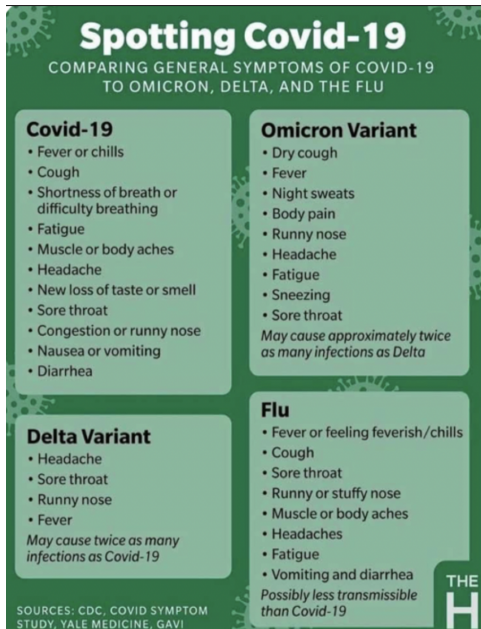 Spotting Covid-19
COMPARING GENERAL SYMPTOMS OF COVID-19
TO OMICRON, DELTA, AND THE FLU
Covid-19
• Fever or chills
• Cough
• Shortness of breath or
difficulty breathing
• Fatigue
• Muscle or body aches
• Headache
• New loss of taste or smell
• Sore throat
• Congestion or runny nose
• Nausea or vomiting
• Diarrhea
Omicron Variant
• Dry cough
• Fever
• Night sweats
• Body pain
• Runny nose
• Headache
• Fatigue
• Sneezing
• Sore throat
May cause approximately twice
as many infections as Delta
Delta Variant
• Headache
• Sore throat
• Runny nose
• Fever
May cause twice as many
infections as Covid-19
Flu
• Fever or feeling feverish/chills
• Cough
• Sore throat
• Runny or stuffy nose
• Muscle or body aches
• Headaches
• Fatigue
• Vomiting and diarrhea
Possibly less transmissible
than Covid-19
SOURCES: CDC, COVID SYMPTOM
STUDY, YALE MEDICINE, GAVI
THE
H